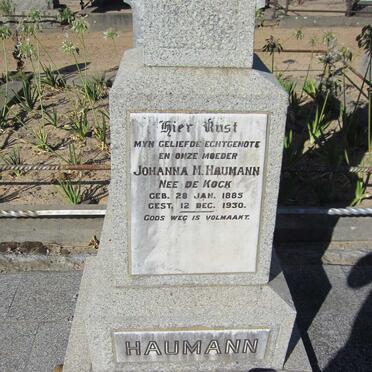 Hier Rust
MYN GELIEFDE ECHTGENOTE
EN ONZE MOEDER
JOHANNA M. HAUMANN
NEE DE KOCK
GEB. 28 JAN. 1885
GEST. 12 DEC. 1930.
GODS WEG IS VOLMAAKT.
HAUMANN